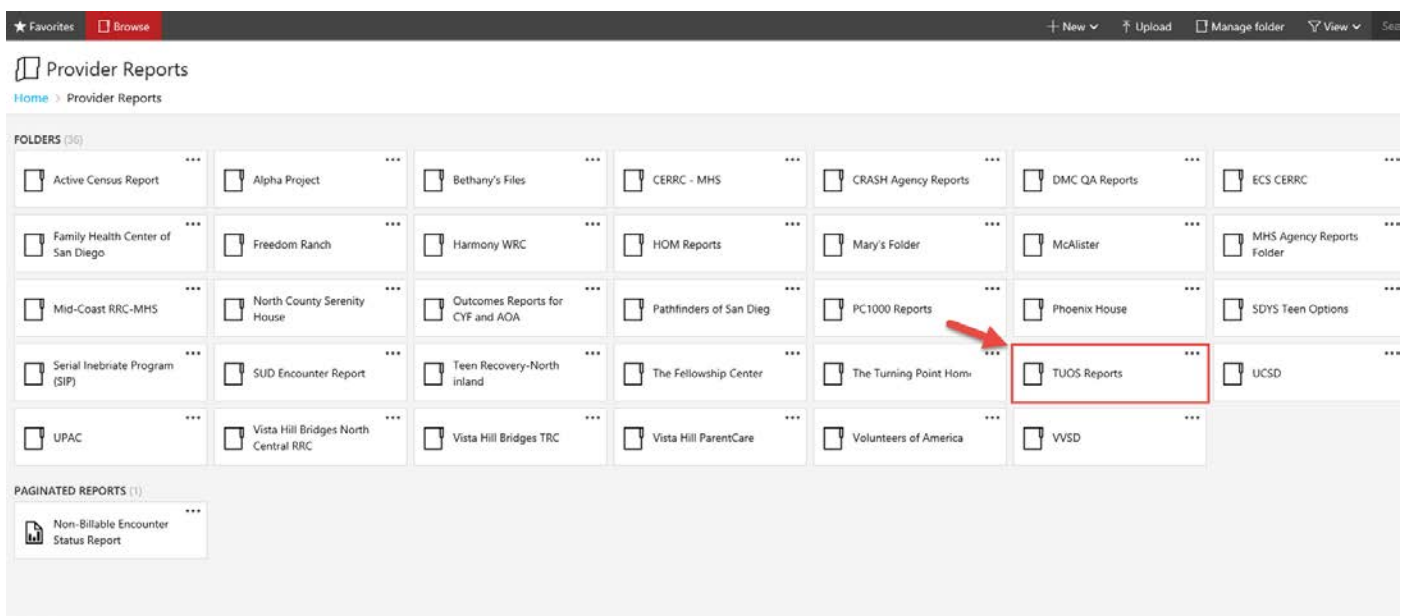 Favorites Browse New Upload Manage folder View Sea
Provider Reports
Home > Provider Reports
FOLDERS (36)
Active Census Report
Alpha Project
Bethany's Files
CERRC - MHS
CRASH Agency Reports
DMC QA Reports
ECS CERRC
Family Health Center of
San Diego
Freedom Ranch
Harmony WRC
HOM Reports
Mary's Folder
McAlister
MHS Agency Reports
Folder
Mid-Coast RRC-MHS
North County Serenity
House
Outcomes Reports for
CYF and AOA
Pathfinders of San Dieg
PC1000 Reports
Phoenix House
SDYS Teen Options
Serial Inebriate Program
(SIP)
SUD Encounter Report
Teen Recovery-North
inland
The Fellowship Center
The Turning Point Hom
TUOS Reports
UCSD
UPAC
Vista Hill Bridges North
Central RRC
Vista Hill Bridges TRC
Vista Hill ParentCare
Volunteers of America
VVSD
PAGINATED REPORTS (1)
Non-Billable Encounter
Status Report